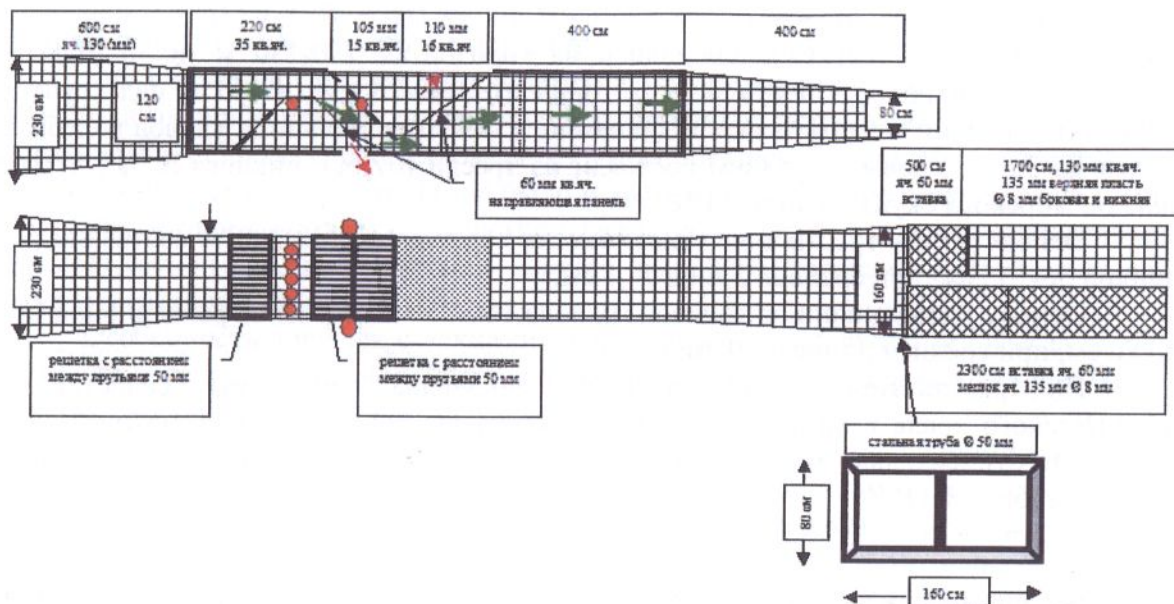 600 см
яч. 130 (мм)
220 см
35 кв.яч.
105 мм
15 кв.яч.
110 мм
16 кв.яч
400 см
400 см
230 см
120
см
80 см
60 мм кв.яч.
направляющая панель
500 см
яч. 60 мм
вставка
1700 см, 130 мм кв.яч.
135 мм верхняя пласть
Ø 8 мм боковая и нижняя
230 см
160 см
решетка с расстоянием
между прутьями 50 мм
решетка с расстоянием
между прутьями 50 мм
2300 см вставка яч. 60 мм
мешок яч. 135 мм Ø 8 мм
стальная труба Ø 50 мм
80 см
160 см